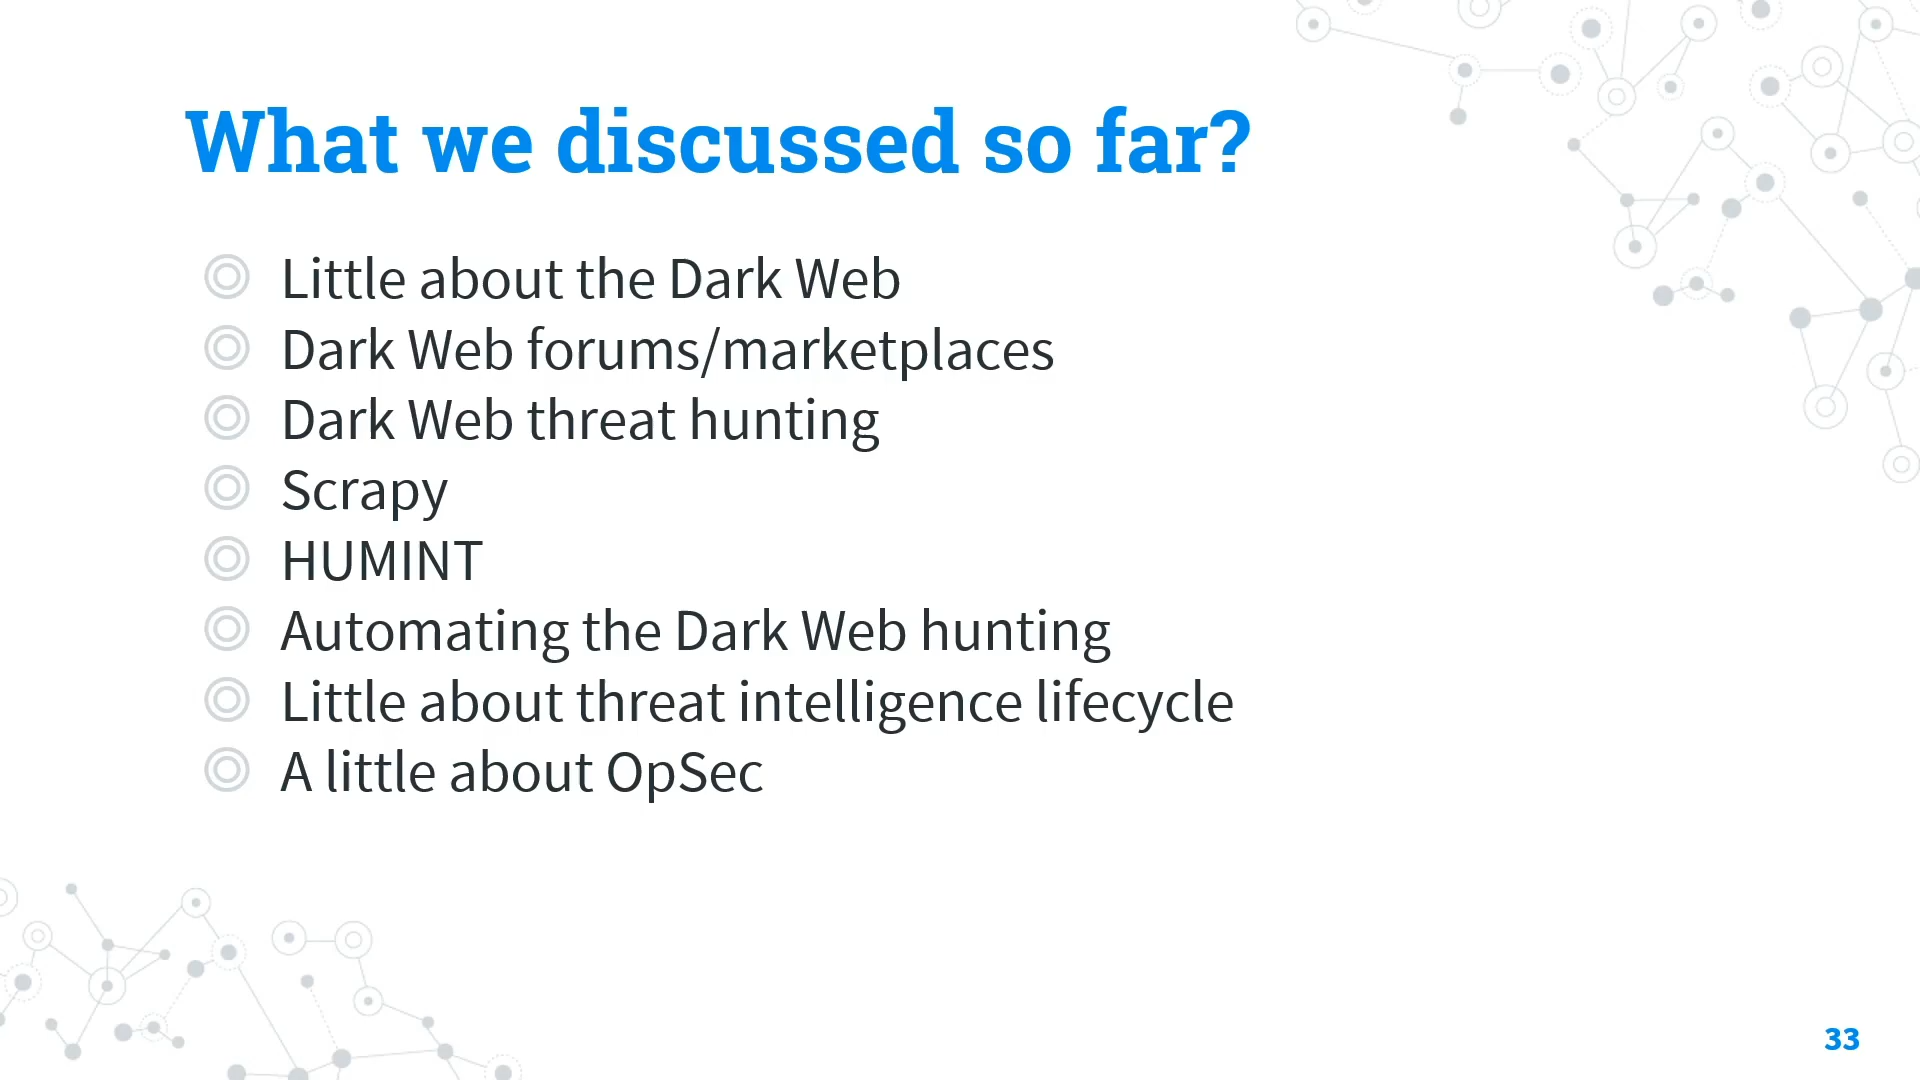 What we discussed so far?
Little about the Dark Web
Dark Web forums/marketplaces
Dark Web threat hunting
Scrapy
HUMINT
Automating the Dark Web hunting
Little about threat intelligence lifecycle
A little about OpSec
33